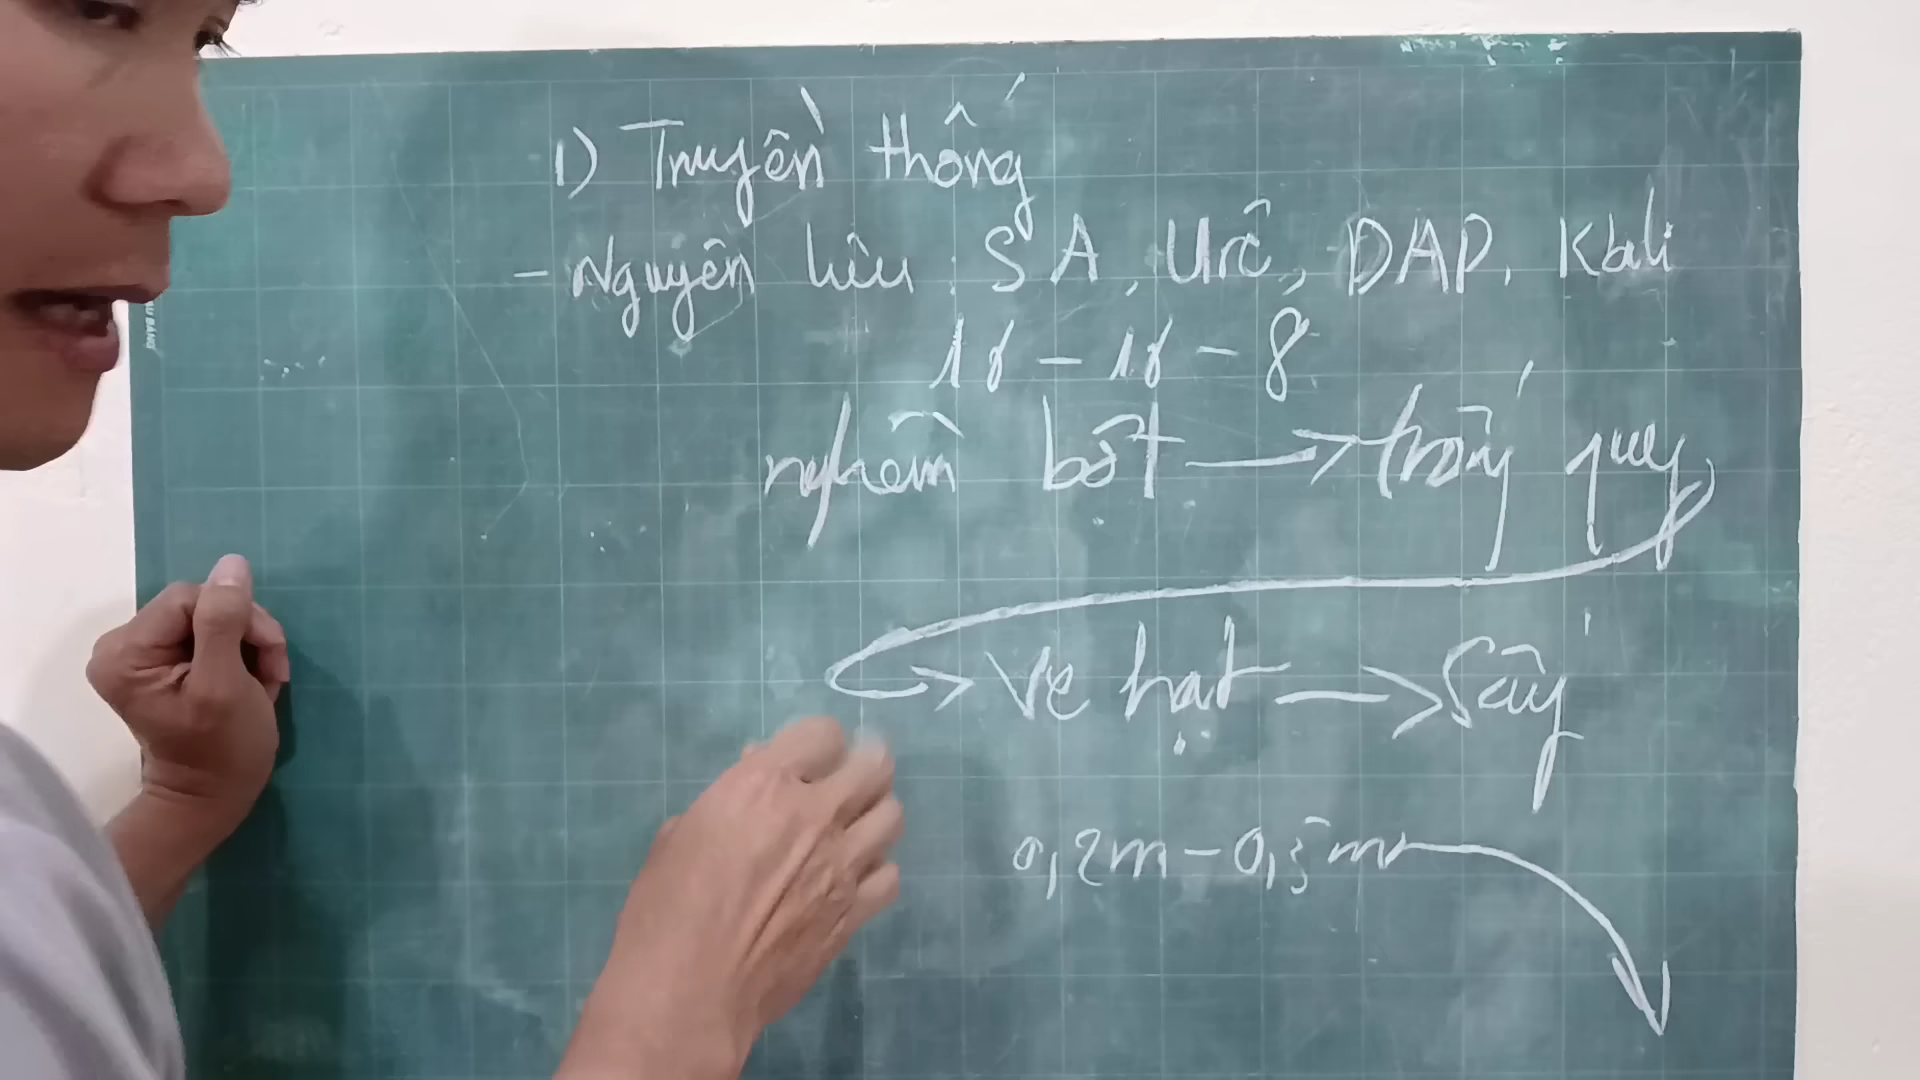 1) Truyền thống
- Nguyên liệu : SA, Urê, DAP, Kali
16 - 16 - 8
nghiền bột → trống quay
→ Ve hạt → Sấy
0,2m - 0,5m